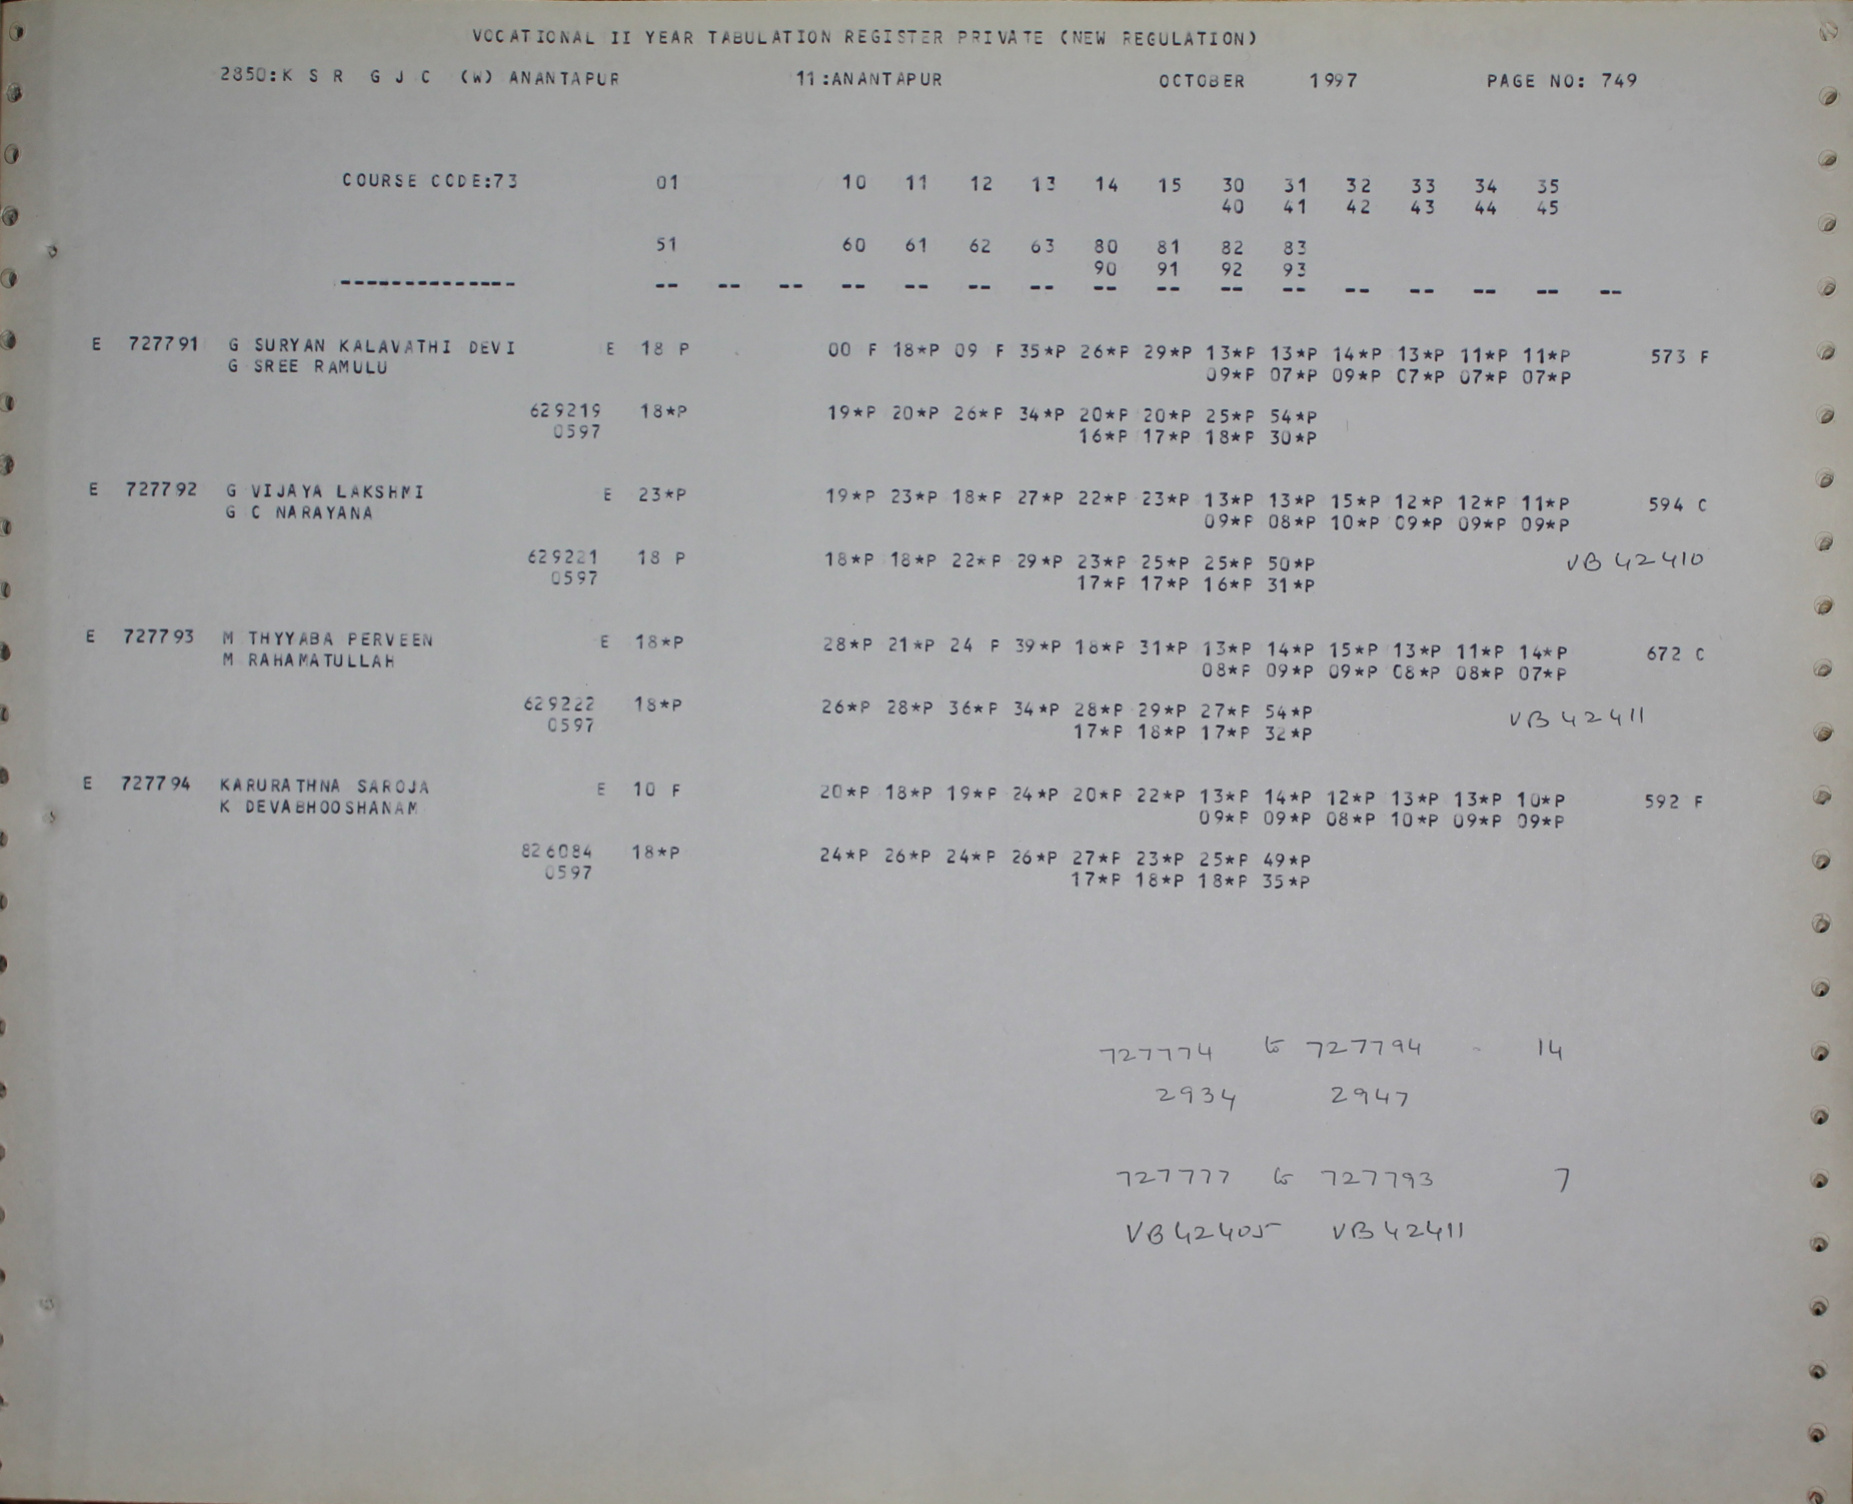 VOCATIONAL II YEAR TABULATION REGISTER PRIVATE (NEW REGULATION)
2850:K S R G J C (W) ANANTAPUR 11:ANANTAPUR OCTOBER 1997 PAGE NO: 749
COURSE CODE:73 01 10 11 12 13 14 15 30 31 32 33 34 35
40 41 42 43 44 45
51 60 61 62 63 80 81 82 83
90 91 92 93
-------------- -- -- -- -- -- -- -- -- -- -- -- -- -- -- -- --
E 727791 G SURYAN KALAVATHI DEVI E 18 P 00 F 18*P 09 F 35*P 26*P 29*P 13*P 13*P 14*P 13*P 11*P 11*P 573 F
G SREE RAMULU 09*P 07*P 09*P 07*P 07*P 07*P
629219 18*P 19*P 20*P 26*P 34*P 20*P 20*P 25*P 54*P
0597 16*P 17*P 18*P 30*P
E 727792 G VIJAYA LAKSHMI E 23*P 19*P 23*P 18*P 27*P 22*P 23*P 13*P 13*P 15*P 12*P 12*P 11*P 594 C
G C NARAYANA 09*P 08*P 10*P 09*P 09*P 09*P
629221 18 P 18*P 18*P 22*P 29*P 23*P 25*P 25*P 50*P VB 42410
0597 17*P 17*P 16*P 31*P
E 727793 M THYYABA PERVEEN E 18*P 28*P 21*P 24 P 39*P 18*P 31*P 13*P 14*P 15*P 13*P 11*P 14*P 672 C
M RAHAMATULLAH 08*P 09*P 09*P 08*P 08*P 07*P
629222 18*P 26*P 28*P 36*P 34*P 28*P 29*P 27*P 54*P VB 42411
0597 17*P 18*P 17*P 32*P
E 727794 KARURATHNA SAROJA E 10 F 20*P 18*P 19*P 24*P 20*P 22*P 13*P 14*P 12*P 13*P 13*P 10*P 592 F
K DEVABHOOSHANAM 09*P 09*P 08*P 10*P 09*P 09*P
826084 18*P 24*P 26*P 24*P 26*P 27*P 23*P 25*P 49*P
0597 17*P 18*P 18*P 35*P
727774 to 727794 - 14
2934 2947
727777 to 727793 7
VB 42405 VB 42411